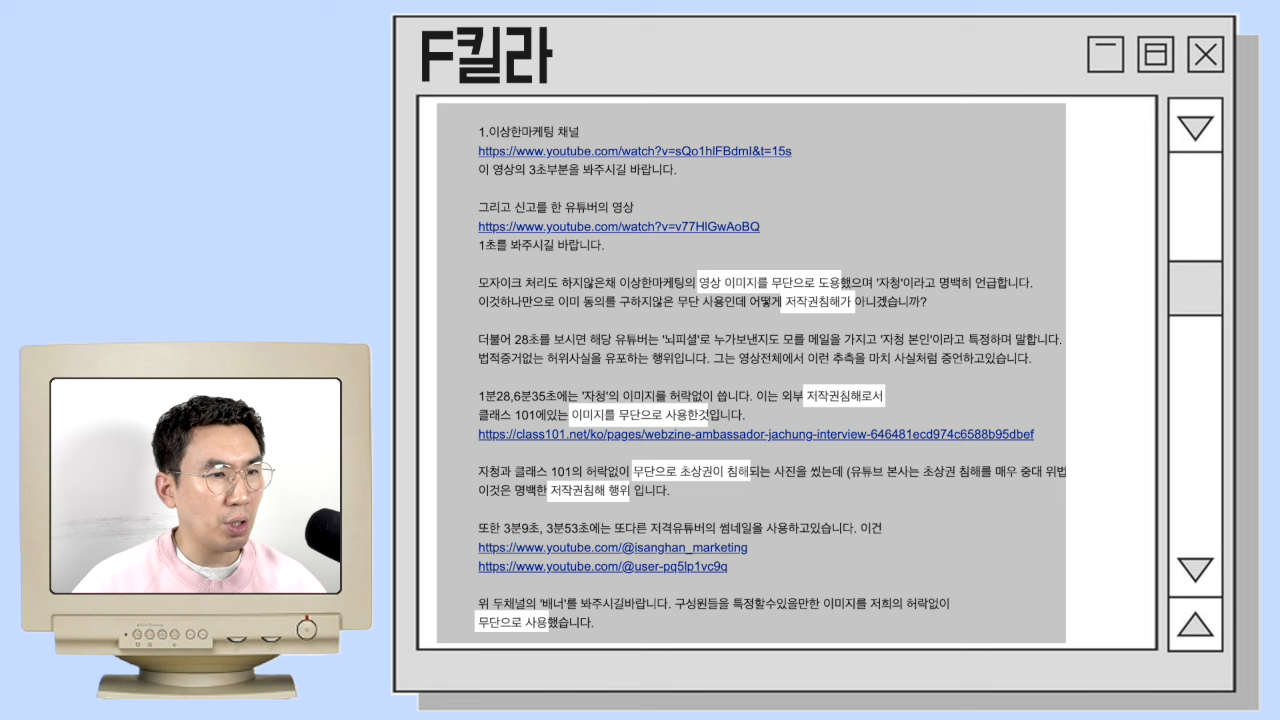 F킬라
1.이상한마케팅 채널
https://www.youtube.com/watch?v=sQo1hlFBdmI&t=15s
이 영상의 3초부분을 봐주시길 바랍니다.
그리고 신고를 한 유튜버의 영상
https://www.youtube.com/watch?v=v77HlGwAoBQ
1초를 봐주시길 바랍니다.
모자이크 처리도 하지않은채 이상한마케팅의 영상 이미지를 무단으로 도용했으며 '자청'이라고 명백히 언급합니다.
이것하나만으로 이미 동의를 구하지않은 무단 사용인데 어떻게 저작권침해가 아니겠습니까?
더불어 28초를 보시면 해당 유튜버는 '뇌피셜'로 누가보낸지도 모를 메일을 가지고 '자청 본인'이라고 특정하며 말합니다.
법적증거없는 허위사실을 유포하는 행위입니다. 그는 영상전체에서 이런 추측을 마치 사실처럼 증언하고있습니다.
1분28,6분35초에는 '자청'의 이미지를 허락없이 씁니다. 이는 외부 저작권침해로서
클래스 101에있는 이미지를 무단으로 사용한것입니다.
https://class101.net/ko/pages/webzine-ambassador-jachung-interview-646481ecd974c6588b95dbef
자청과 클래스 101의 허락없이 무단으로 초상권이 침해되는 사진을 썼는데 (유튜브 본사는 초상권 침해를 매우 중대 위법
이것은 명백한 저작권침해 행위 입니다.
또한 3분9초, 3분53초에는 또다른 저격유튜버의 썸네일을 사용하고있습니다. 이건
https://www.youtube.com/@isanghan_marketing
https://www.youtube.com/@user-pq5lp1vc9q
위 두채널의 '배너'를 봐주시길바랍니다. 구성원들을 특정할수있을만한 이미지를 저희의 허락없이
무단으로 사용했습니다.